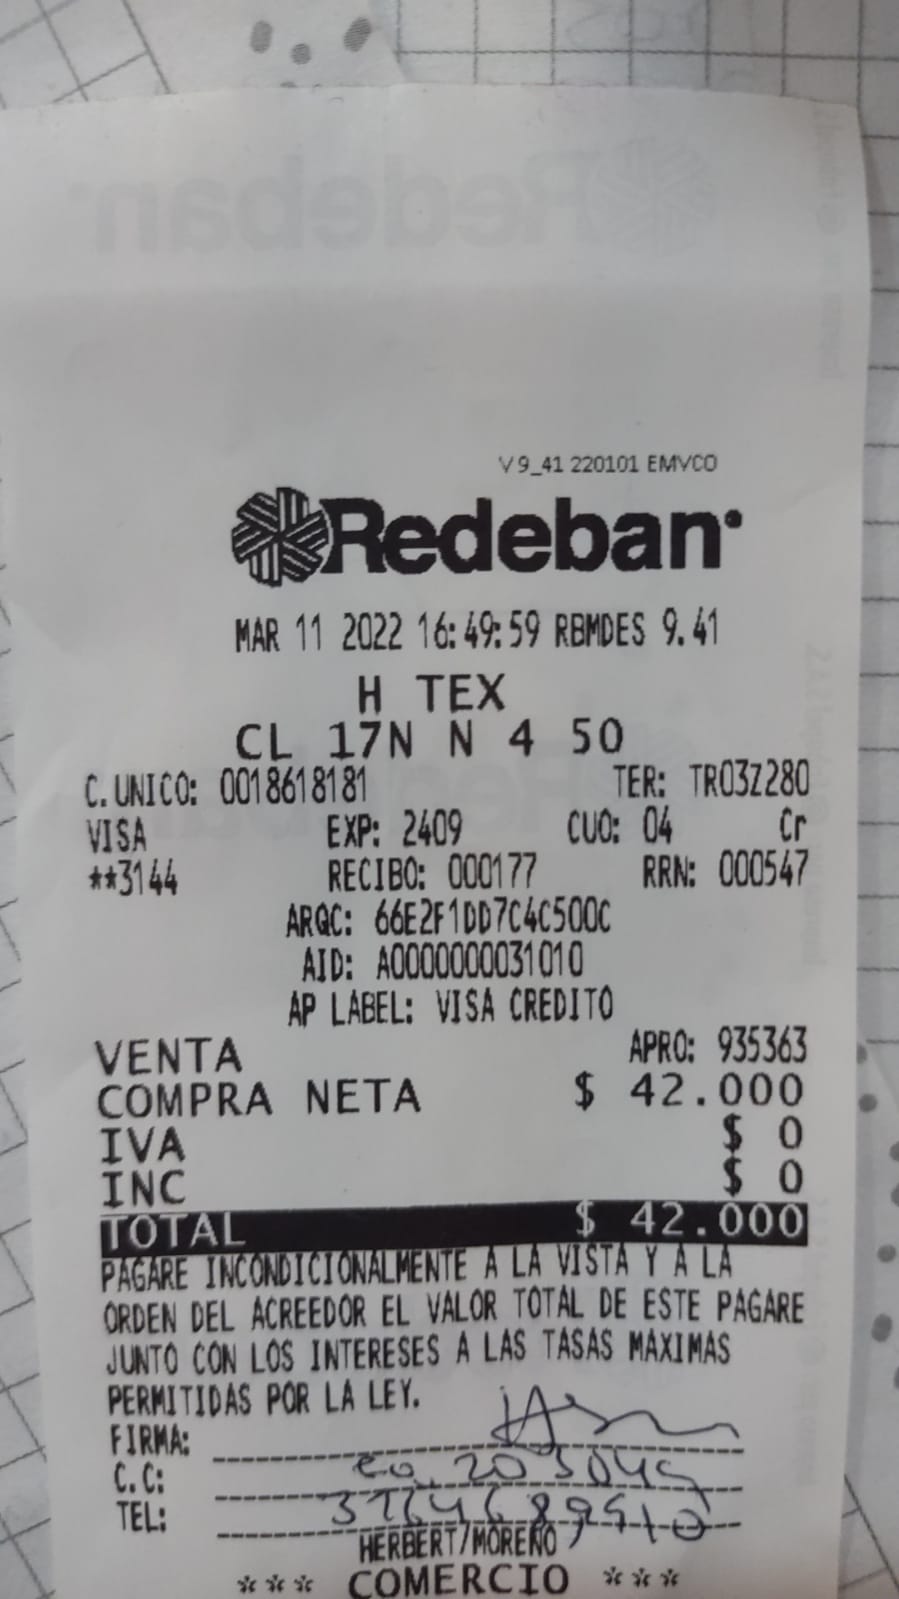 V 9_41 220101 EMVCO
Redeban
MAR 11 2022 16:49:59 RBMDES 9.41
H TEX
CL 17N N 4 50
C.UNICO: 0018618181 TER: TR03Z280
VISA EXP: 2409 CUO: 04 Cr
**3144 RECIBO: 000177 RRN: 000547
ARQC: 66E2F1DD7C4C500C
AID: A0000000031010
AP LABEL: VISA CREDITO
VENTA APRO: 935363
COMPRA NETA $ 42.000
IVA $ 0
INC $ 0
TOTAL $ 42.000
PAGARE INCONDICIONALMENTE A LA VISTA Y A LA
ORDEN DEL ACREEDOR EL VALOR TOTAL DE ESTE PAGARE
JUNTO CON LOS INTERESES A LAS TASAS MAXIMAS
PERMITIDAS POR LA LEY.
FIRMA:
C.C:
TEL:
HERBERT/MORENO
*** COMERCIO ***